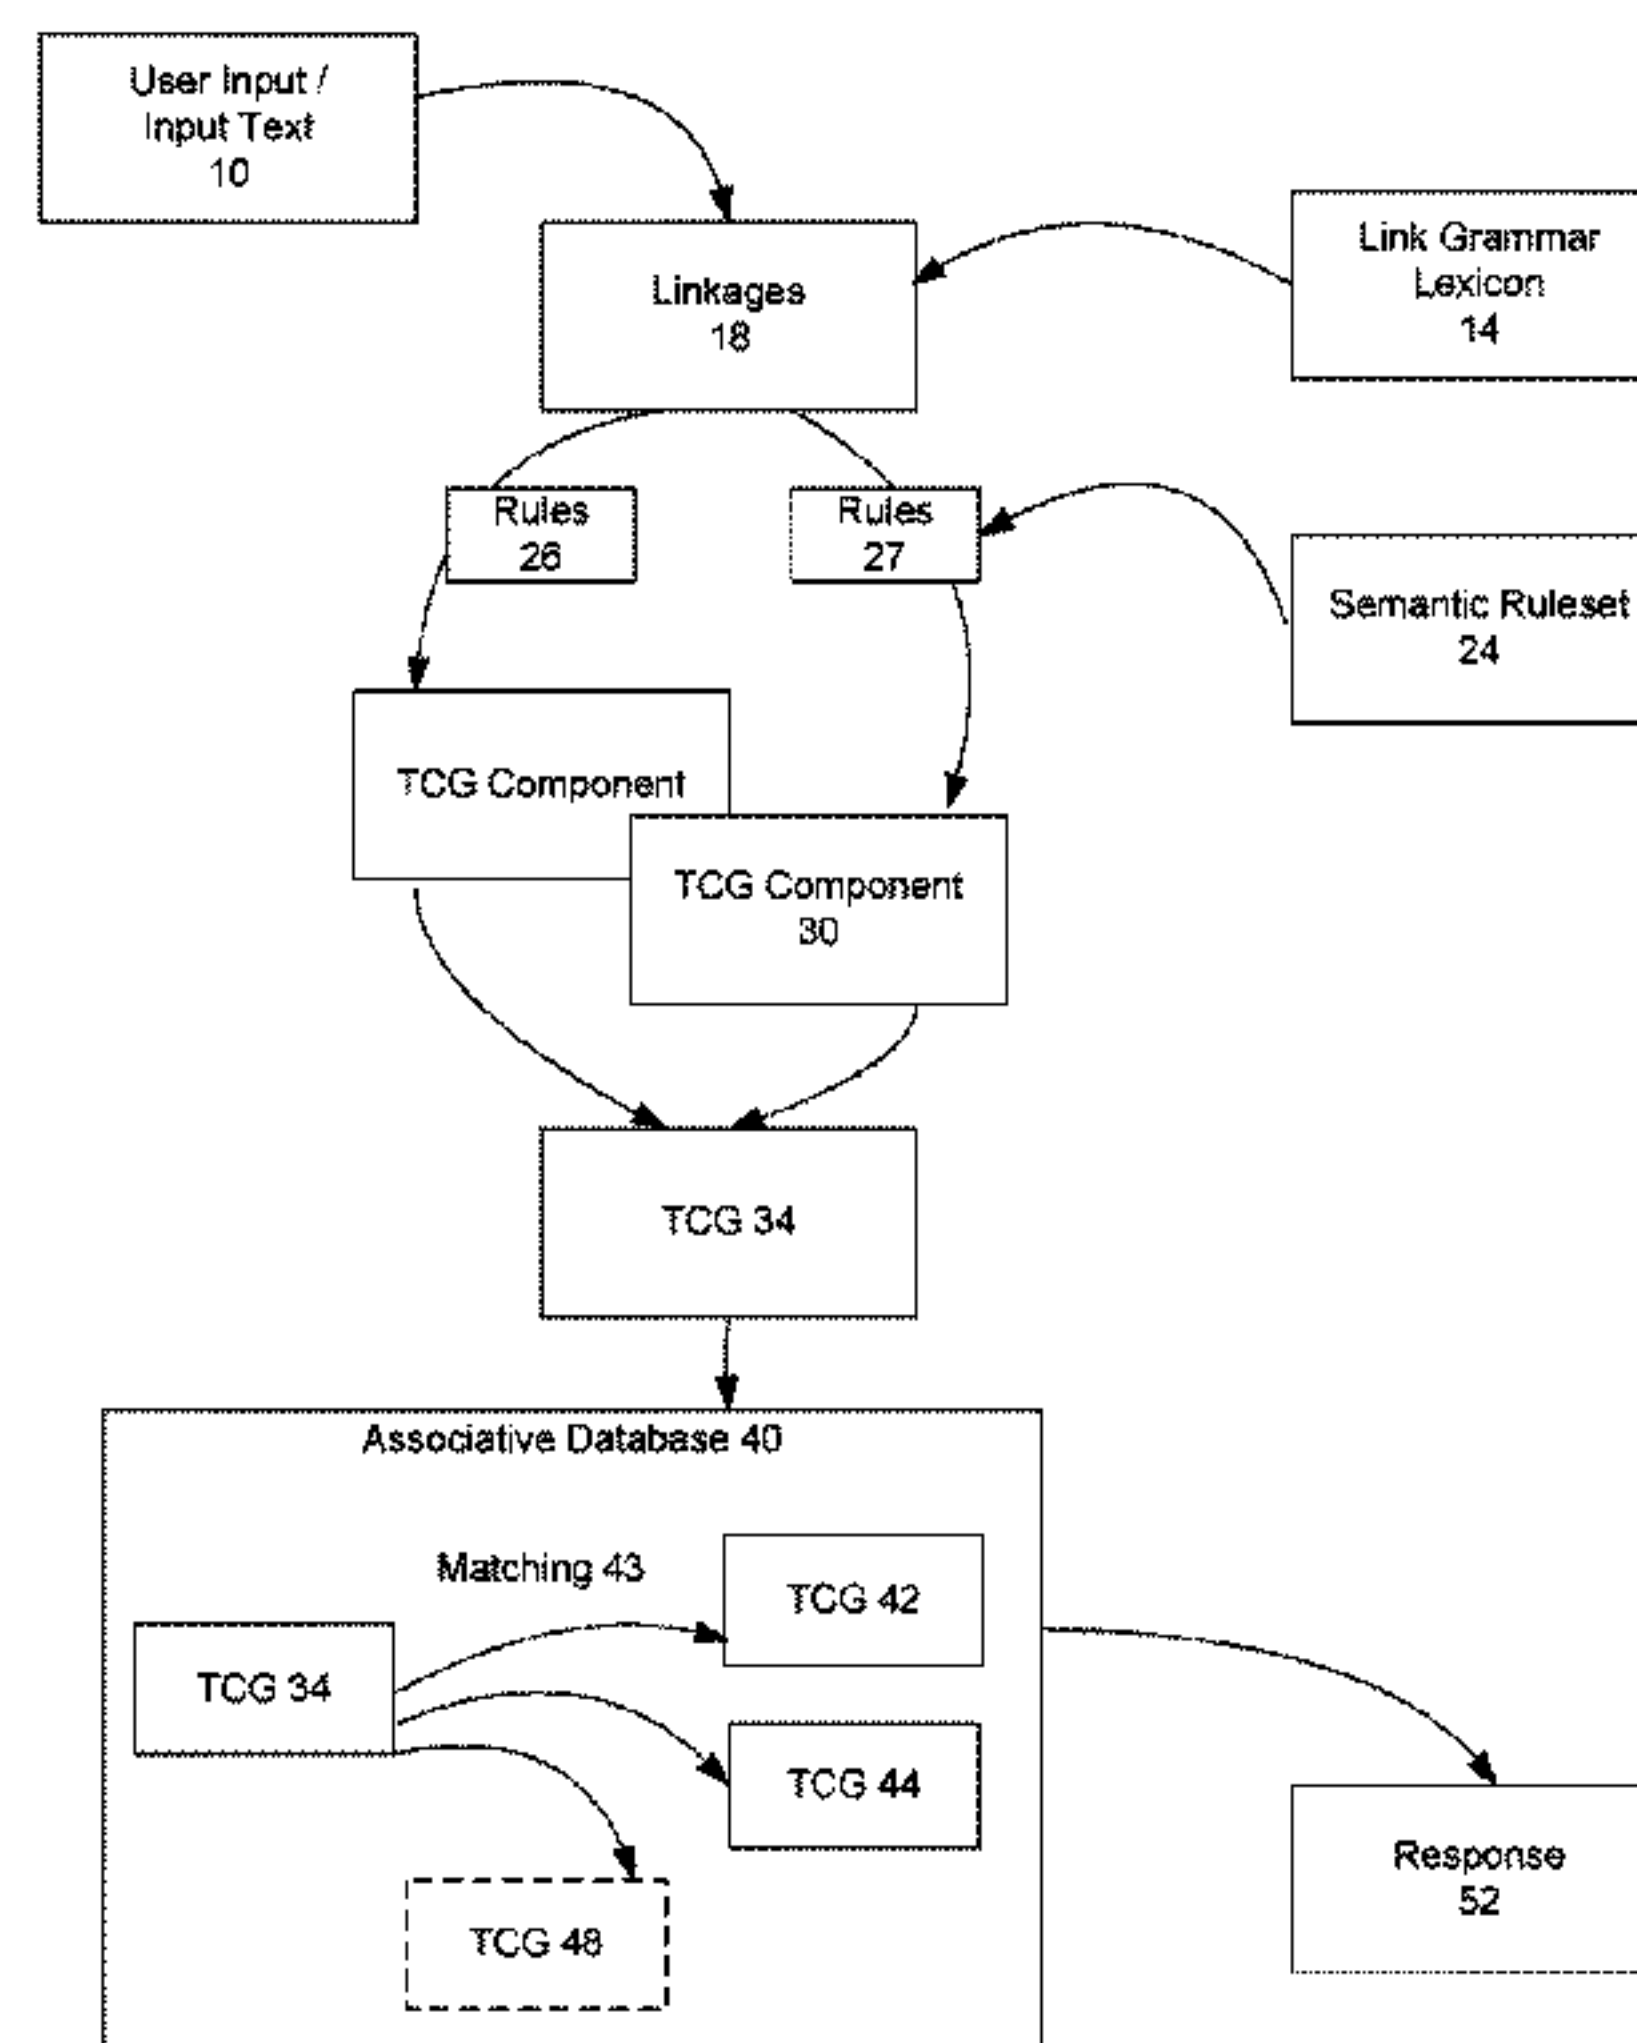 User Input /
Input Text
10
Linkages
18
Link Grammar
Lexicon
14
Rules
26
Rules
27
Semantic Ruleset
24
TCG Component
TCG Component
30
TCG 34
Associative Database 40
Matching 43
TCG 42
TCG 34
TCG 44
TCG 48
Response
52